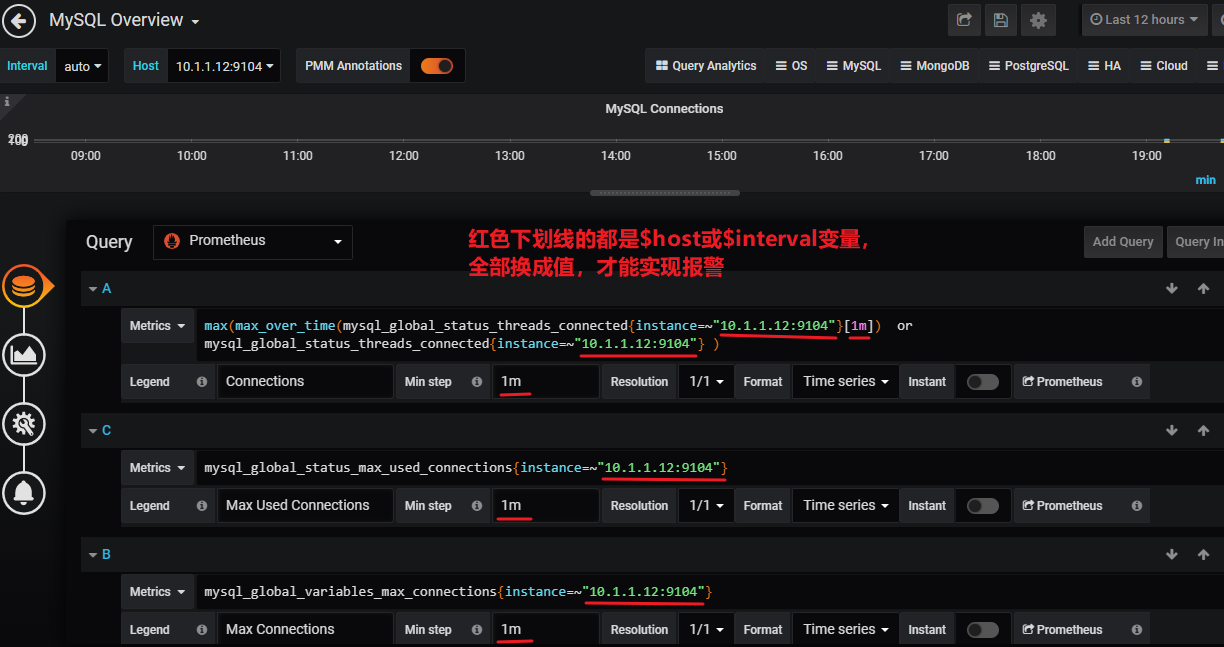 MySQL Overview
Last 12 hours
Interval auto Host 10.1.1.12:9104 PMM Annotations Query Analytics OS MySQL MongoDB PostgreSQL HA Cloud
MySQL Connections
09:00 10:00 11:00 12:00 13:00 14:00 15:00 16:00 17:00 18:00 19:00
min
Query Prometheus Add Query Query In
红色下划线的都是$host或$interval变量，
全部换成值，才能实现报警
A
Metrics max(max_over_time(mysql_global_status_threads_connected{instance=~"10.1.1.12:9104"}[1m]) or
mysql_global_status_threads_connected{instance=~"10.1.1.12:9104"} )
Legend Connections Min step 1m Resolution 1/1 Format Time series Instant Prometheus
C
Metrics mysql_global_status_max_used_connections{instance=~"10.1.1.12:9104"}
Legend Max Used Connections Min step 1m Resolution 1/1 Format Time series Instant Prometheus
B
Metrics mysql_global_variables_max_connections{instance=~"10.1.1.12:9104"}
Legend Max Connections Min step 1m Resolution 1/1 Format Time series Instant Prometheus